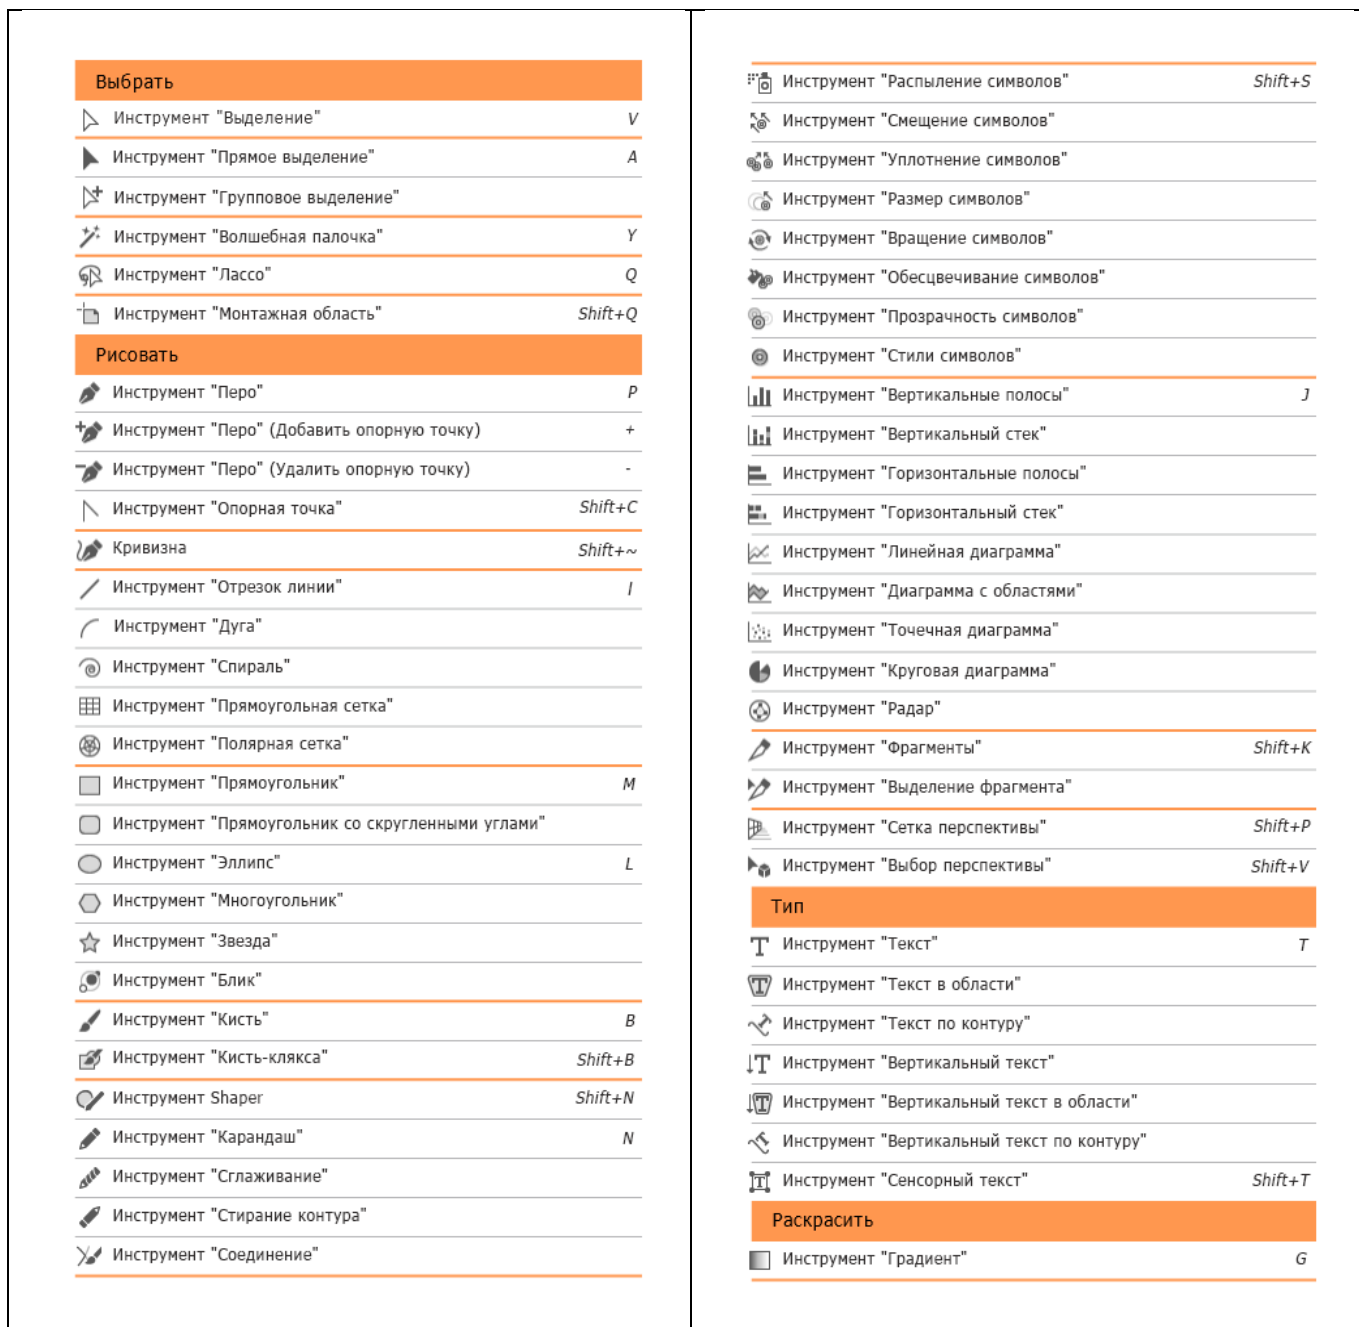 Выбрать
Инструмент "Выделение" V
Инструмент "Прямое выделение" A
Инструмент "Групповое выделение"
Инструмент "Волшебная палочка" Y
Инструмент "Лассо" Q
Инструмент "Монтажная область" Shift+Q
Рисовать
Инструмент "Перо" P
Инструмент "Перо" (Добавить опорную точку) +
Инструмент "Перо" (Удалить опорную точку) -
Инструмент "Опорная точка" Shift+C
Кривизна Shift+~
Инструмент "Отрезок линии" I
Инструмент "Дуга"
Инструмент "Спираль"
Инструмент "Прямоугольная сетка"
Инструмент "Полярная сетка"
Инструмент "Прямоугольник" M
Инструмент "Прямоугольник со скругленными углами"
Инструмент "Эллипс" L
Инструмент "Многоугольник"
Инструмент "Звезда"
Инструмент "Блик"
Инструмент "Кисть" B
Инструмент "Кисть-клякса" Shift+B
Инструмент Shaper Shift+N
Инструмент "Карандаш" N
Инструмент "Сглаживание"
Инструмент "Стирание контура"
Инструмент "Соединение"
Инструмент "Распыление символов" Shift+S
Инструмент "Смещение символов"
Инструмент "Уплотнение символов"
Инструмент "Размер символов"
Инструмент "Вращение символов"
Инструмент "Обесцвечивание символов"
Инструмент "Прозрачность символов"
Инструмент "Стили символов"
Инструмент "Вертикальные полосы" J
Инструмент "Вертикальный стек"
Инструмент "Горизонтальные полосы"
Инструмент "Горизонтальный стек"
Инструмент "Линейная диаграмма"
Инструмент "Диаграмма с областями"
Инструмент "Точечная диаграмма"
Инструмент "Круговая диаграмма"
Инструмент "Радар"
Инструмент "Фрагменты" Shift+K
Инструмент "Выделение фрагмента"
Инструмент "Сетка перспективы" Shift+P
Инструмент "Выбор перспективы" Shift+V
Тип
Инструмент "Текст" T
Инструмент "Текст в области"
Инструмент "Текст по контуру"
Инструмент "Вертикальный текст"
Инструмент "Вертикальный текст в области"
Инструмент "Вертикальный текст по контуру"
Инструмент "Сенсорный текст" Shift+T
Раскрасить
Инструмент "Градиент" G